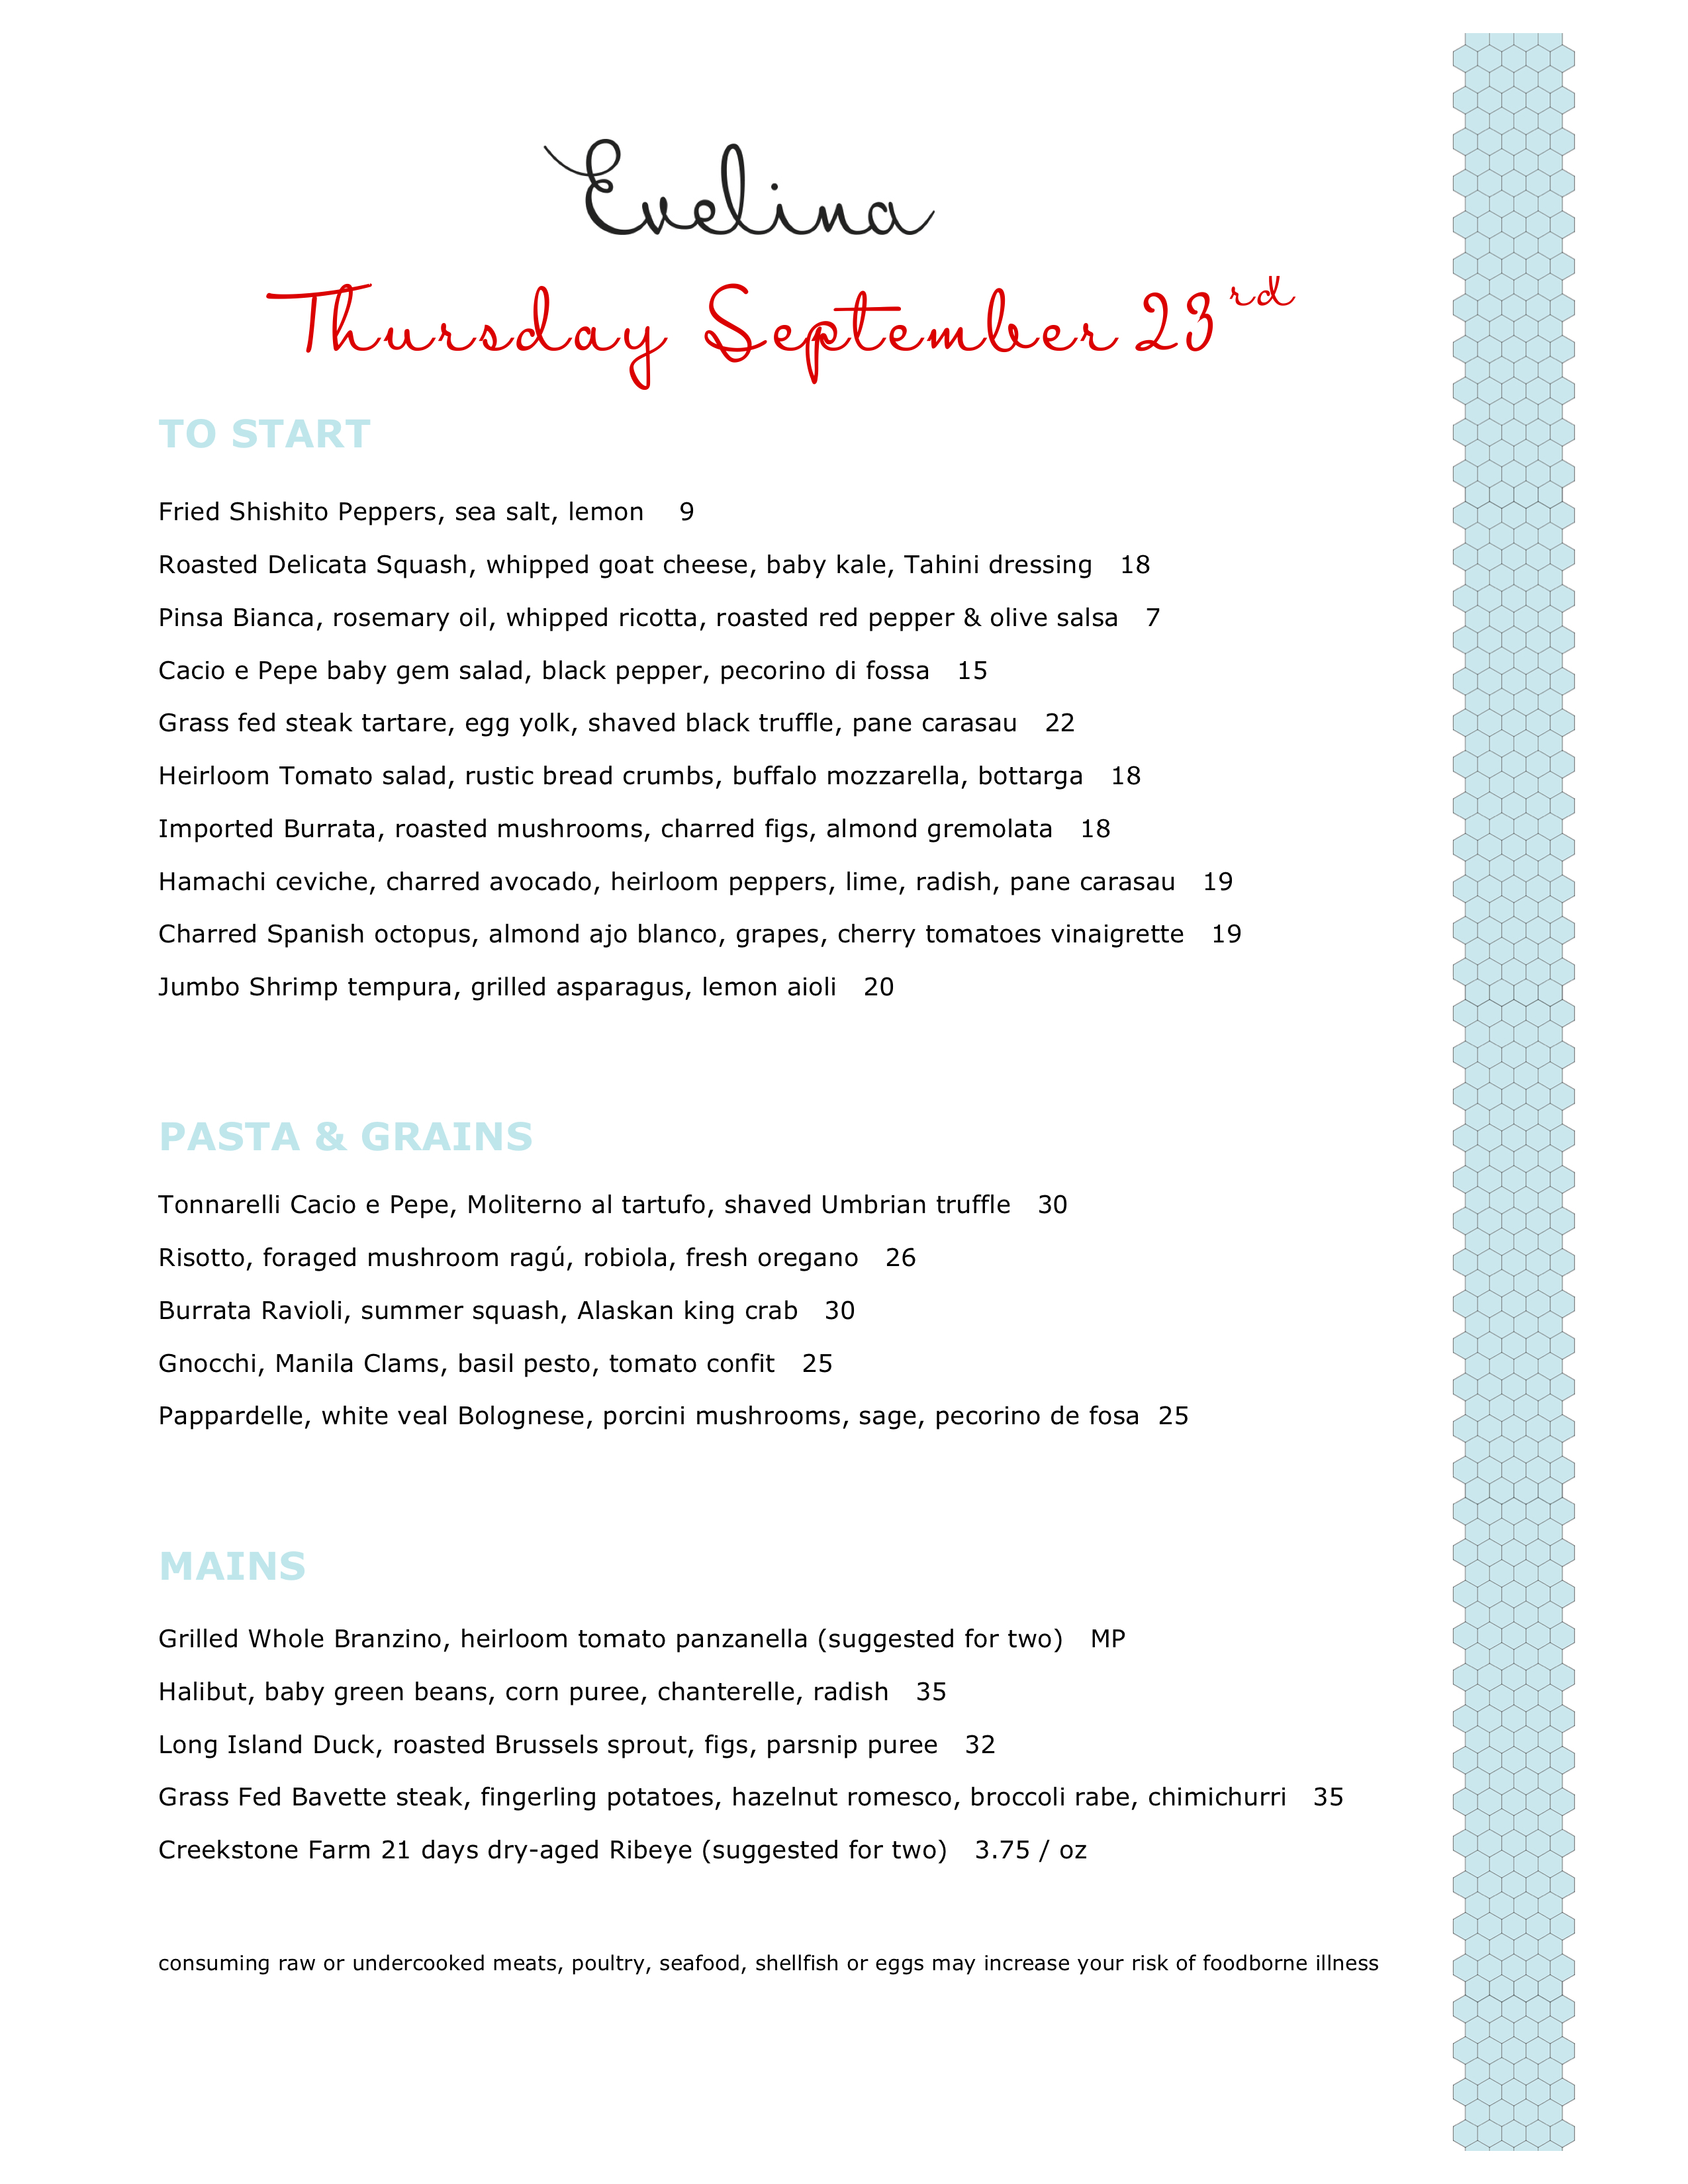 Evelina
Thursday September 23rd
TO START
Fried Shishito Peppers, sea salt, lemon 9
Roasted Delicata Squash, whipped goat cheese, baby kale, Tahini dressing 18
Pinsa Bianca, rosemary oil, whipped ricotta, roasted red pepper & olive salsa 7
Cacio e Pepe baby gem salad, black pepper, pecorino di fossa 15
Grass fed steak tartare, egg yolk, shaved black truffle, pane carasau 22
Heirloom Tomato salad, rustic bread crumbs, buffalo mozzarella, bottarga 18
Imported Burrata, roasted mushrooms, charred figs, almond gremolata 18
Hamachi ceviche, charred avocado, heirloom peppers, lime, radish, pane carasau 19
Charred Spanish octopus, almond ajo blanco, grapes, cherry tomatoes vinaigrette 19
Jumbo Shrimp tempura, grilled asparagus, lemon aioli 20
PASTA & GRAINS
Tonnarelli Cacio e Pepe, Moliterno al tartufo, shaved Umbrian truffle 30
Risotto, foraged mushroom ragú, robiola, fresh oregano 26
Burrata Ravioli, summer squash, Alaskan king crab 30
Gnocchi, Manila Clams, basil pesto, tomato confit 25
Pappardelle, white veal Bolognese, porcini mushrooms, sage, pecorino de fosa 25
MAINS
Grilled Whole Branzino, heirloom tomato panzanella (suggested for two) MP
Halibut, baby green beans, corn puree, chanterelle, radish 35
Long Island Duck, roasted Brussels sprout, figs, parsnip puree 32
Grass Fed Bavette steak, fingerling potatoes, hazelnut romesco, broccoli rabe, chimichurri 35
Creekstone Farm 21 days dry-aged Ribeye (suggested for two) 3.75 / oz
consuming raw or undercooked meats, poultry, seafood, shellfish or eggs may increase your risk of foodborne illness